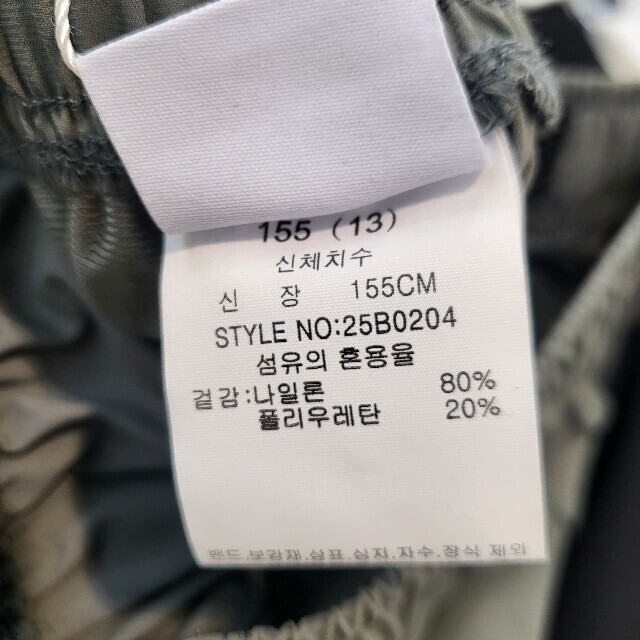 155 (13)
신체치수
신 장 155CM
STYLE NO:25B0204
섬유의 혼용율
겉감:나일론 80%
폴리우레탄 20%
밴드,보강재,상표,심지,자수,장식 제외